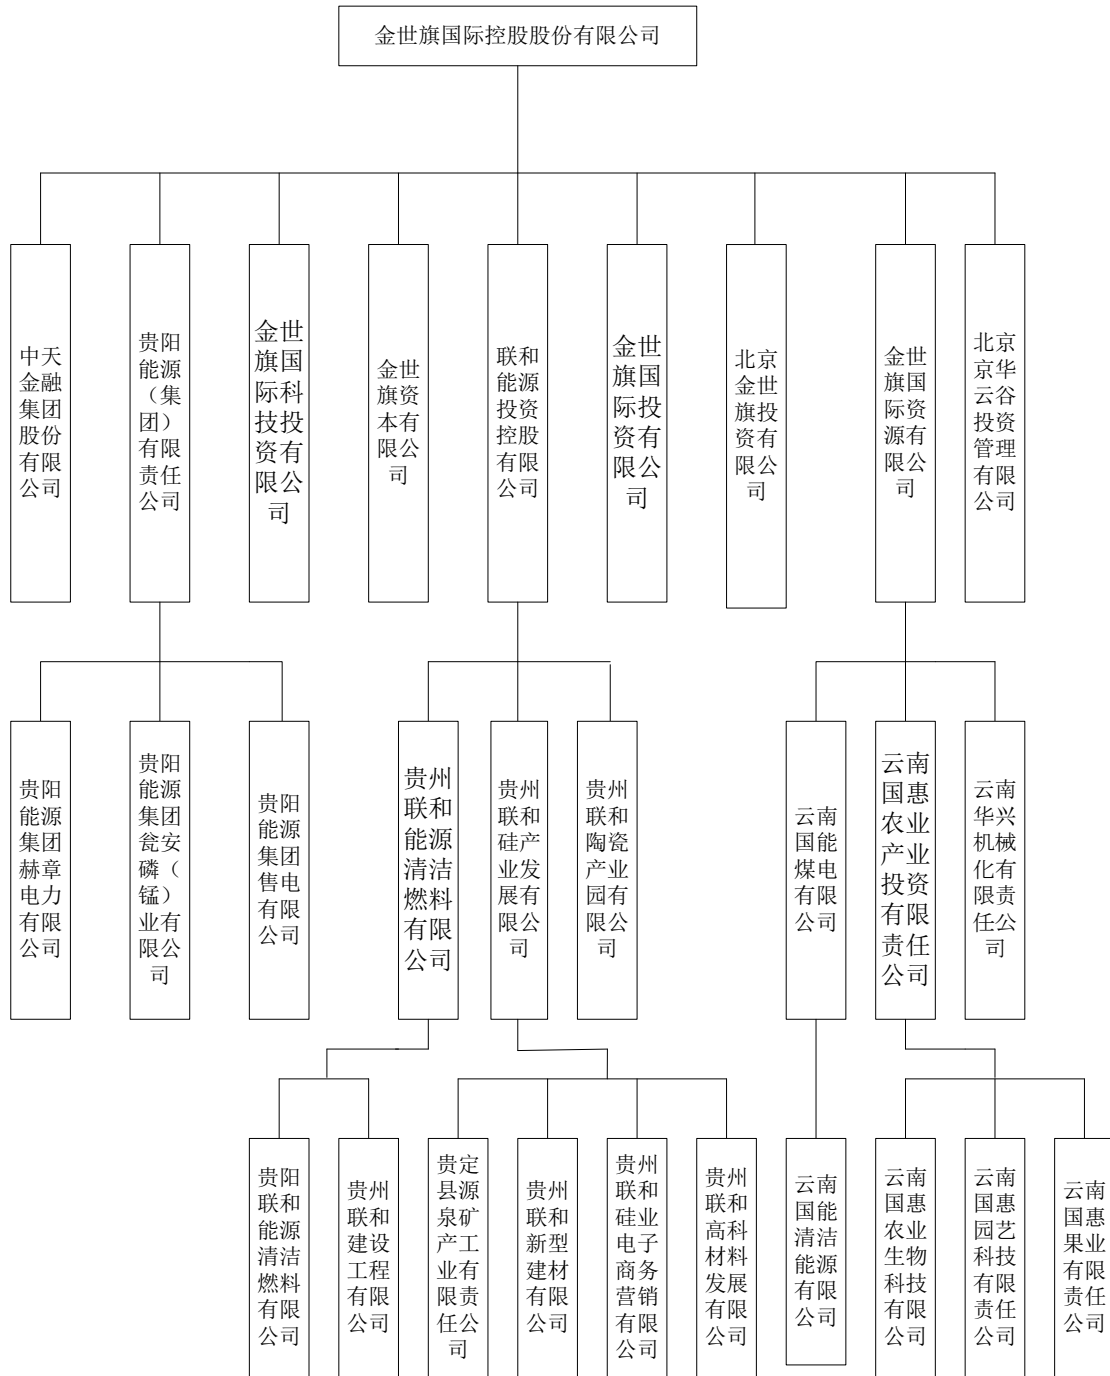 金世旗国际控股股份有限公司
中天
金融
集团
股份
有限
公司
贵阳
能源
（集
团）
有限
责任
公司
金世
旗国
际科
技投
资有
限公
司
金世
旗资
本有
限公
司
联和
能源
投资
控股
有限
公司
金世
旗国
际投
资有
限公
司
北京
金世
旗投
资有
限公
司
金世
旗国
际资
源有
限公
司
北京
京华
云谷
投资
管理
有限
公司
贵阳
能源
集团
赫章
电力
有限
公司
贵阳
能源
集团
瓮安
磷（
锰）
业有
限公
司
贵阳
能源
集团
售电
有限
公司
贵州
联和
能源
清洁
燃料
有限
公司
贵州
联和
硅产
业发
展有
限公
司
贵州
联和
陶瓷
产业
园有
限公
司
云南
国能
煤电
有限
公司
云南
国惠
农业
产业
投资
有限
责任
公司
云南
华兴
机械
化有
限责
任公
司
贵阳
联和
能源
清洁
燃料
有限
公司
贵州
联和
建设
工程
有限
公司
贵定
县源
泉矿
产工
业有
限责
任公
司
贵州
联和
新型
建材
有限
公司
贵州
联和
硅业
电子
商务
营销
有限
公司
贵州
联和
高科
材料
发展
有限
公司
云南
国能
清洁
能源
有限
公司
云南
国惠
农业
生物
科技
有限
公司
云南
国惠
园艺
科技
有限
责任
公司
云南
国惠
果业
有限
责任
公司